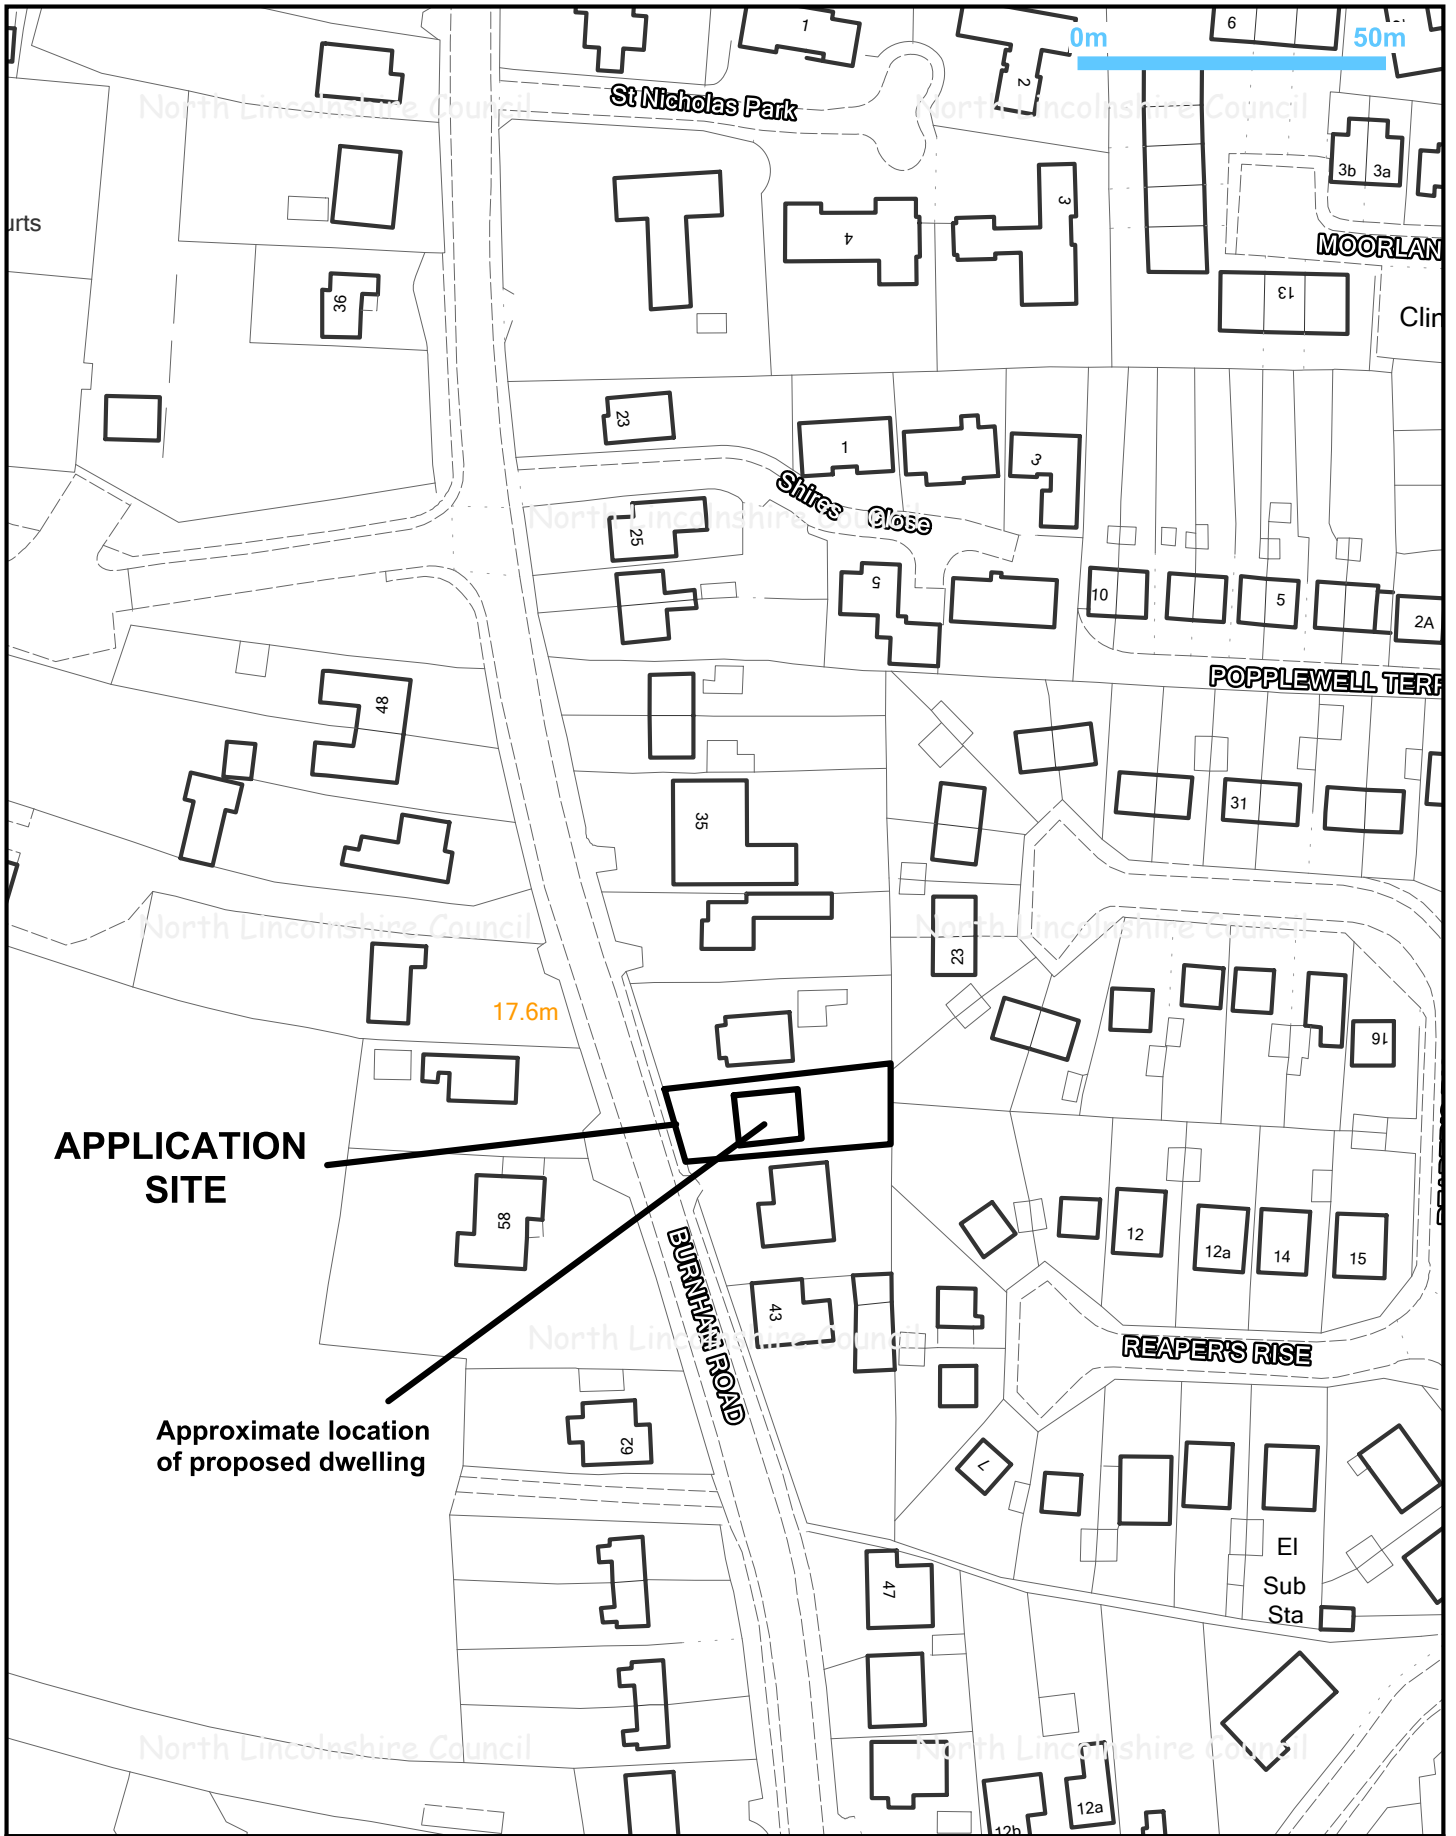 6
1
0m
50m
2
St Nicholas Park
North Lincolnshire Council
North Lincolnshire Council
3b
3a
3
4
urts
MOORLAN
36
13
Clin
23
1
3
Shires Close
North Lincolnshire Council
25
5
10
5
2A
POPPLEWELL TERR
48
31
35
North Lincolnshire Council
North Lincolnshire Council
23
17.6m
16
APPLICATION
SITE
58
12
12a
14
15
BURNHAM ROAD
43
North Lincolnshire Council
REAPER'S RISE
Approximate location
of proposed dwelling
62
7
El
Sub
Sta
47
North Lincolnshire Council
North Lincolnshire Council
12a
12b